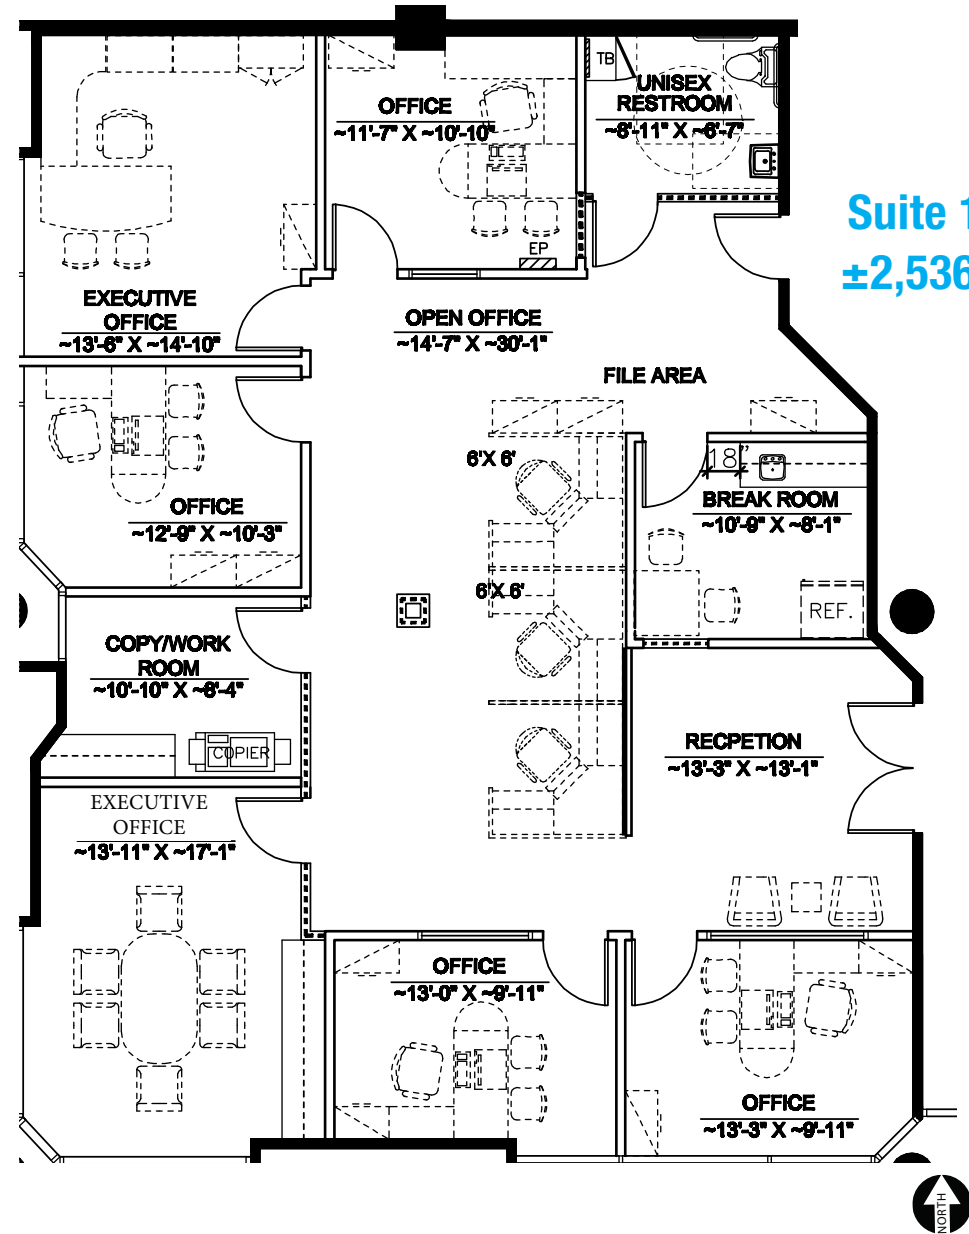 TB
UNISEX
RESTROOM
~8'-11" X ~6'-7"
OFFICE
~11'-7" X ~10'-10"
EP
Suite 1
±2,536
EXECUTIVE
OFFICE
~13'-6" X ~14'-10"
OPEN OFFICE
~14'-7" X ~30'-1"
FILE AREA
6'X 6'
18"
BREAK ROOM
~10'-9" X ~8'-1"
OFFICE
~12'-9" X ~10'-3"
6'X 6'
REF.
COPY/WORK
ROOM
~10'-10" X ~8'-4"
COPIER
RECPETION
~13'-3" X ~13'-1"
EXECUTIVE
OFFICE
~13'-11" X ~17'-1"
OFFICE
~13'-0" X ~9'-11"
OFFICE
~13'-3" X ~9'-11"
NORTH